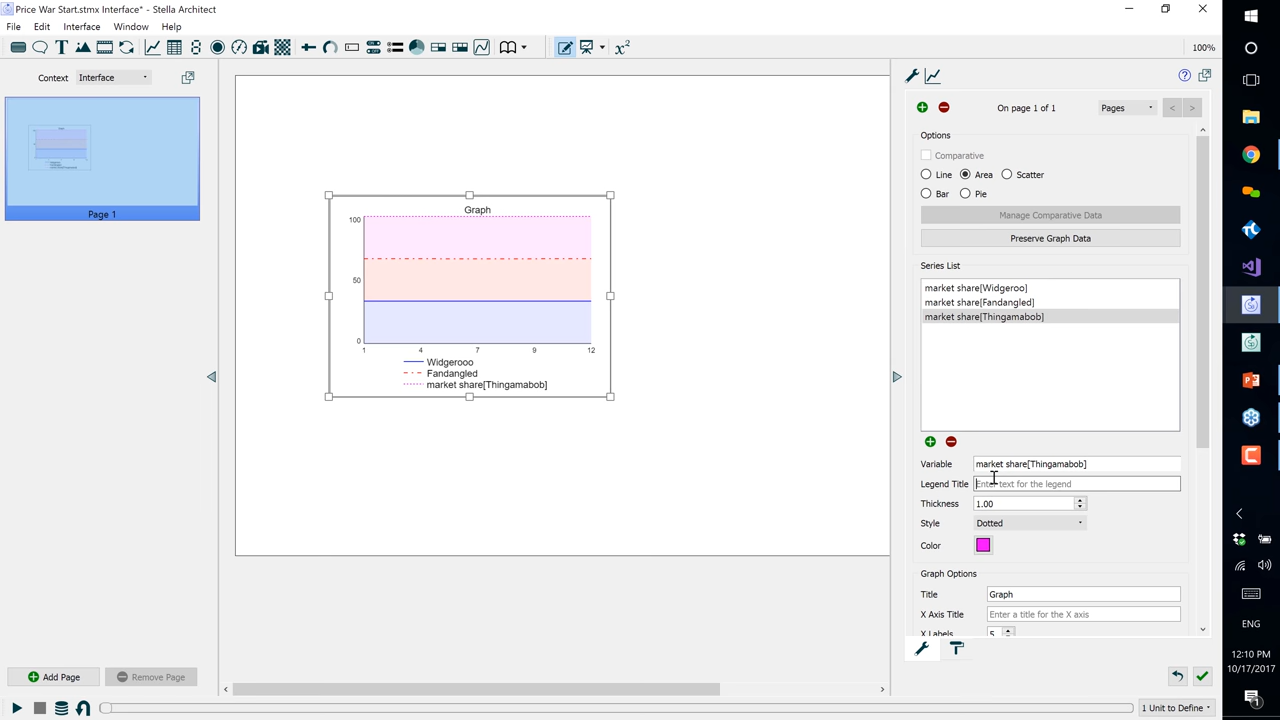 Price War Start.stmx Interface* - Stella Architect
File Edit Interface Window Help
100%
Context Interface
Page 1
Add Page
Remove Page
Graph
100
50
0
1 4 7 9 12
Widgerooo
Fandangled
market share[Thingamabob]
On page 1 of 1
Pages
< >
Options
Comparative
Line Area Scatter
Bar Pie
Manage Comparative Data
Preserve Graph Data
Series List
market share[Widgeroo]
market share[Fandangled]
market share[Thingamabob]
Variable market share[Thingamabob]
Legend Title Enter text for the legend
Thickness 1.00
Style Dotted
Color
Graph Options
Title Graph
X Axis Title Enter a title for the X axis
X Labels 5
1 Unit to Define
ENG
12:10 PM
10/17/2017
1